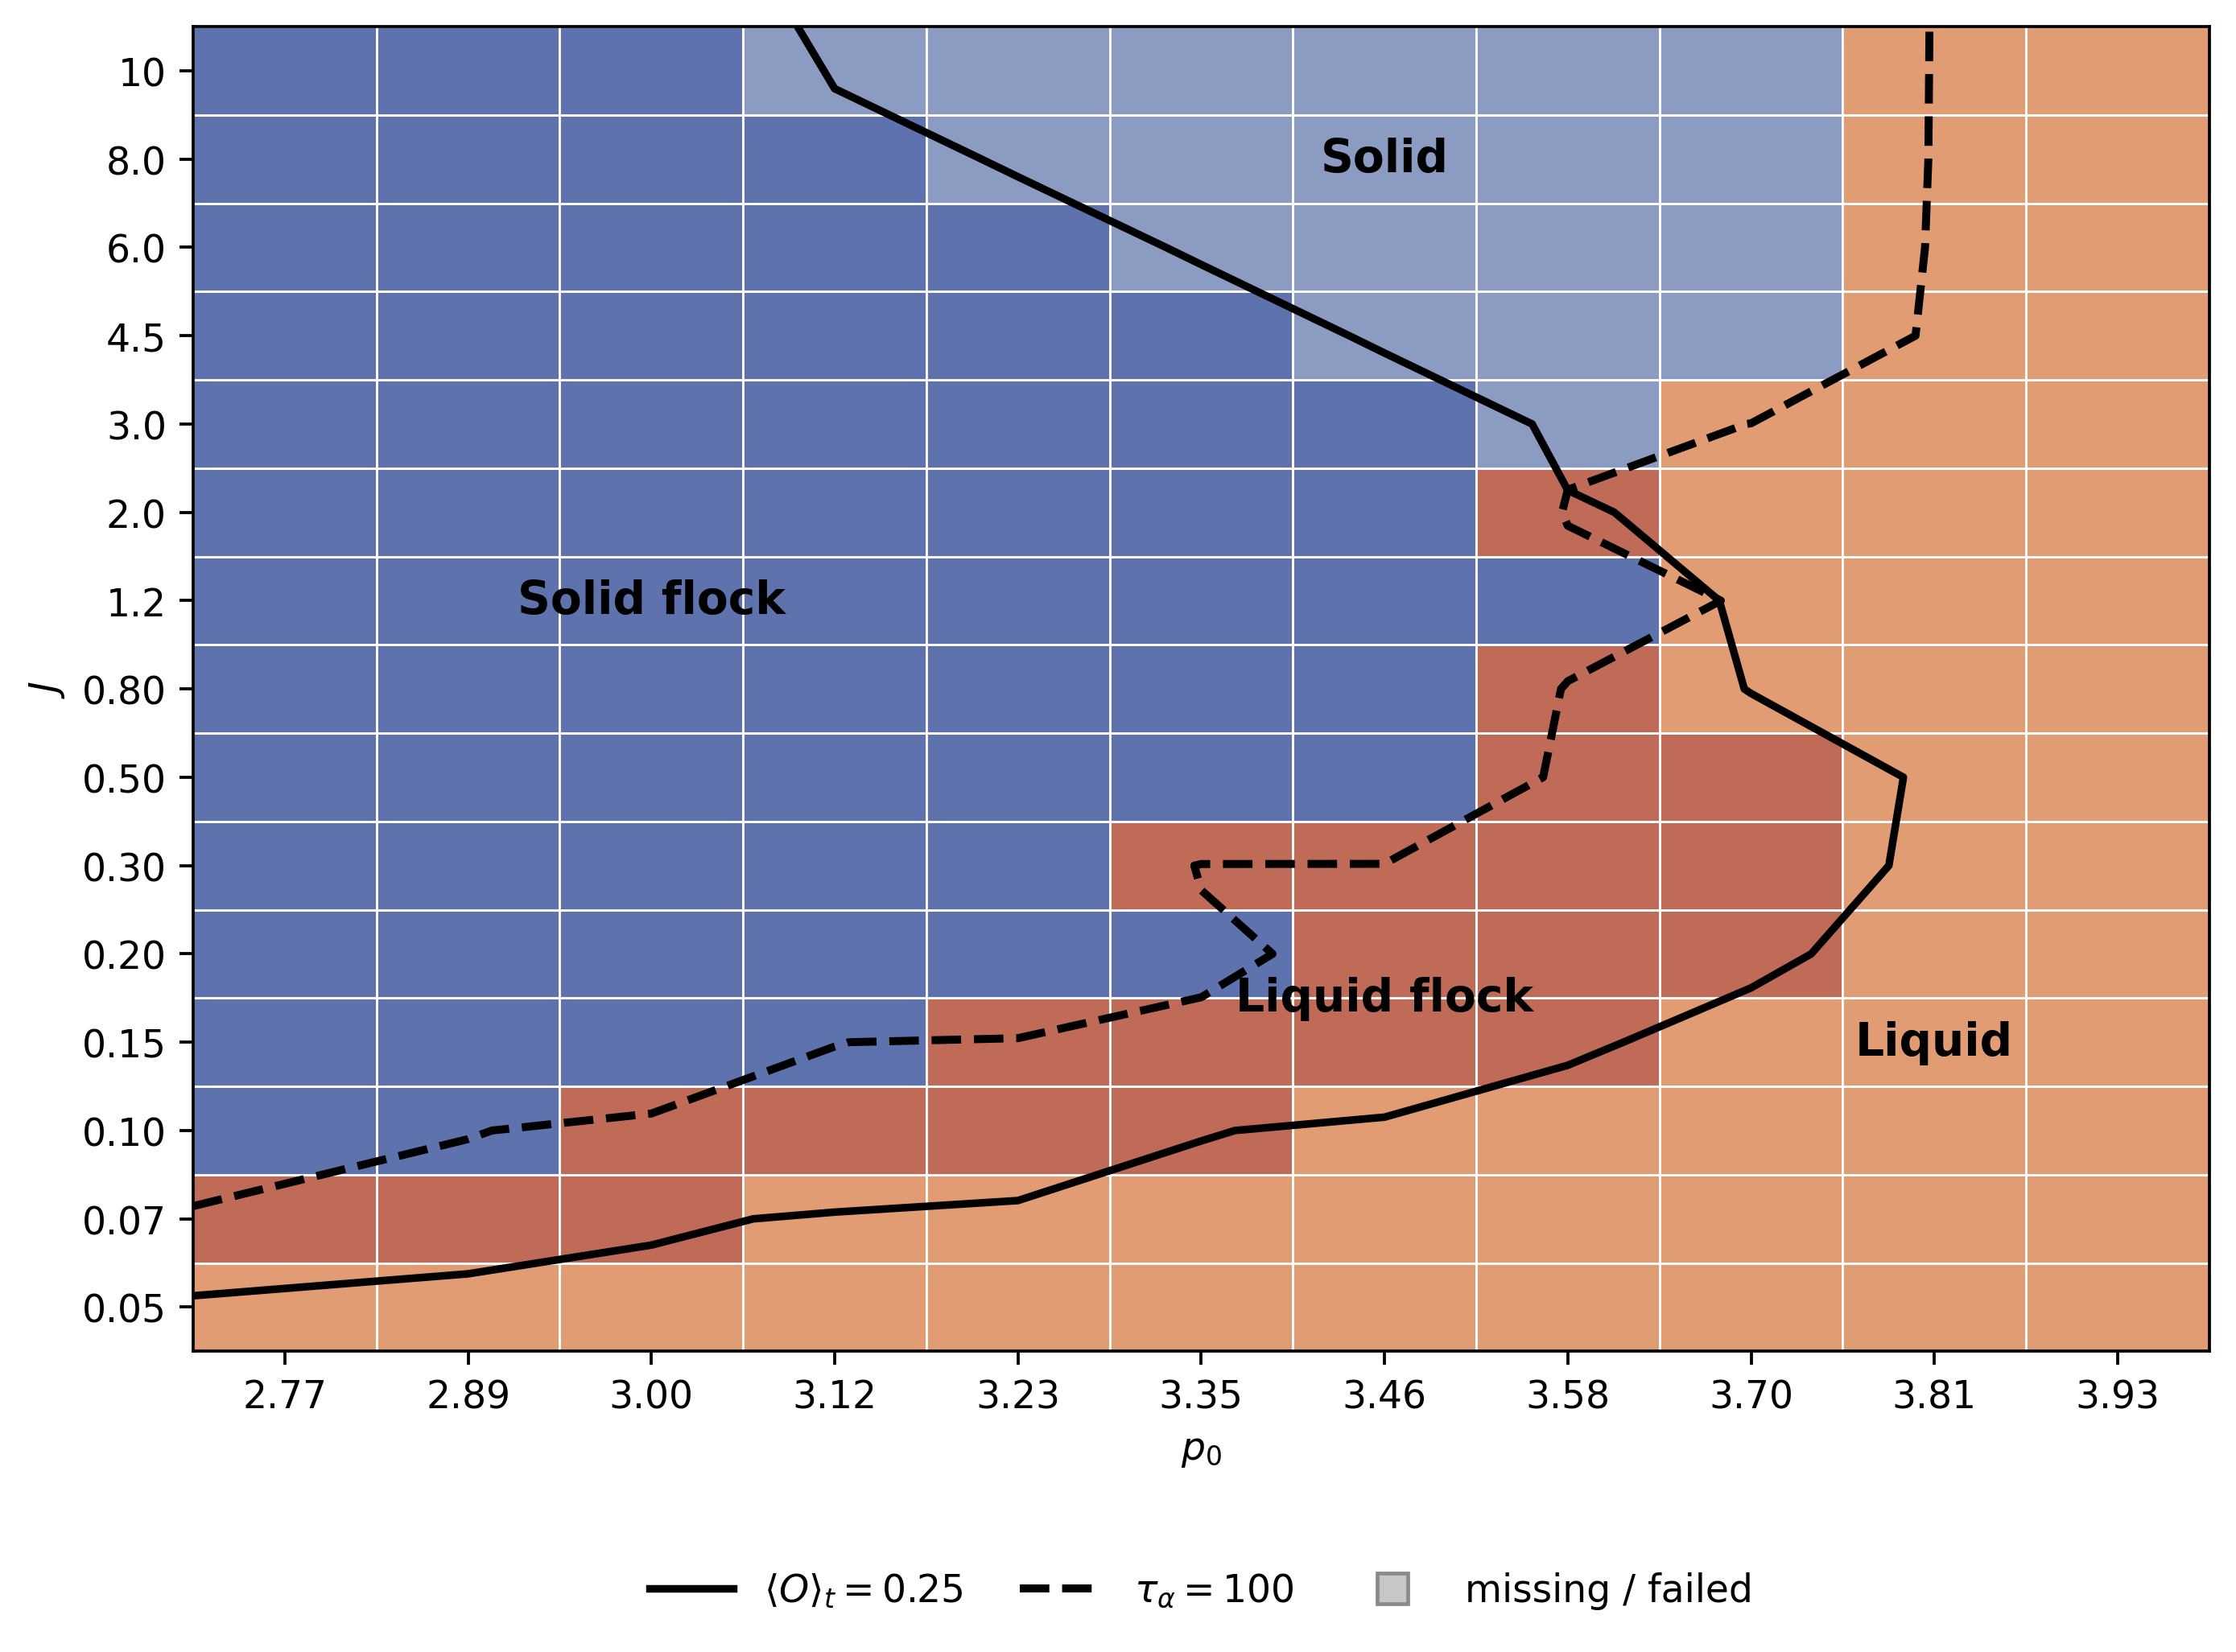 10
8.0
6.0
4.5
3.0
2.0
1.2
0.80
0.50
0.30
0.20
0.15
0.10
0.07
0.05
J
Solid
Solid flock
Liquid flock
Liquid
2.77 2.89 3.00 3.12 3.23 3.35 3.46 3.58 3.70 3.81 3.93
p₀
⟨O⟩ₜ = 0.25 τ_α = 100 missing / failed